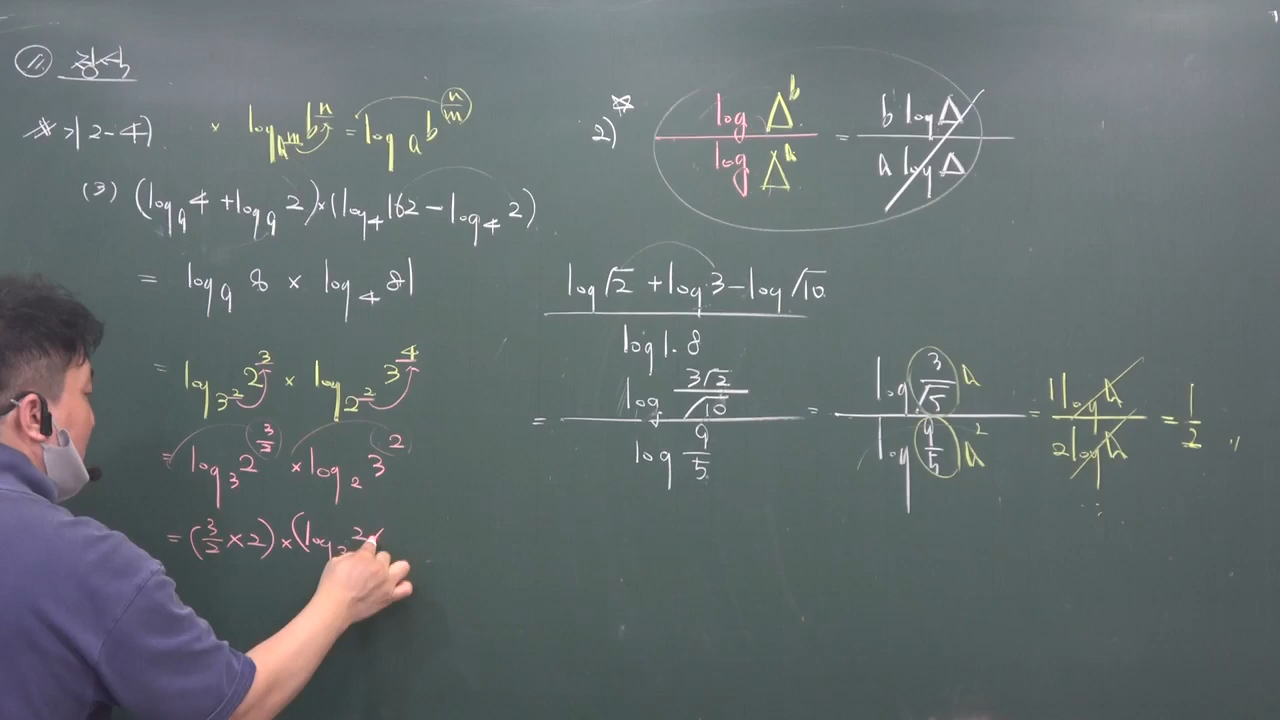 ⑪ 정석
※ >| 2-4)
× log_{a^m} b^n = log_a b^{n/m}
(3) (log_9 4 + log_9 2)×(log_4 162 - log_4 2)
= log_9 8 × log_4 81
= log_{3^2} 2^3 × log_{2^2} 3^4
= log_3 2^{3/2} × log_2 3^2
= (3/2 × 2) × (log_3 2
☆ 2) log Δ^b / log Δ^a = b log Δ / a log Δ
log √2 + log 3 - log √10 / log 1.8
= log (3√2/√10) / log (9/5) = log (3/√5) A / log (9/5) A^2 = 1 log A / 2 log A = 1/2 〃